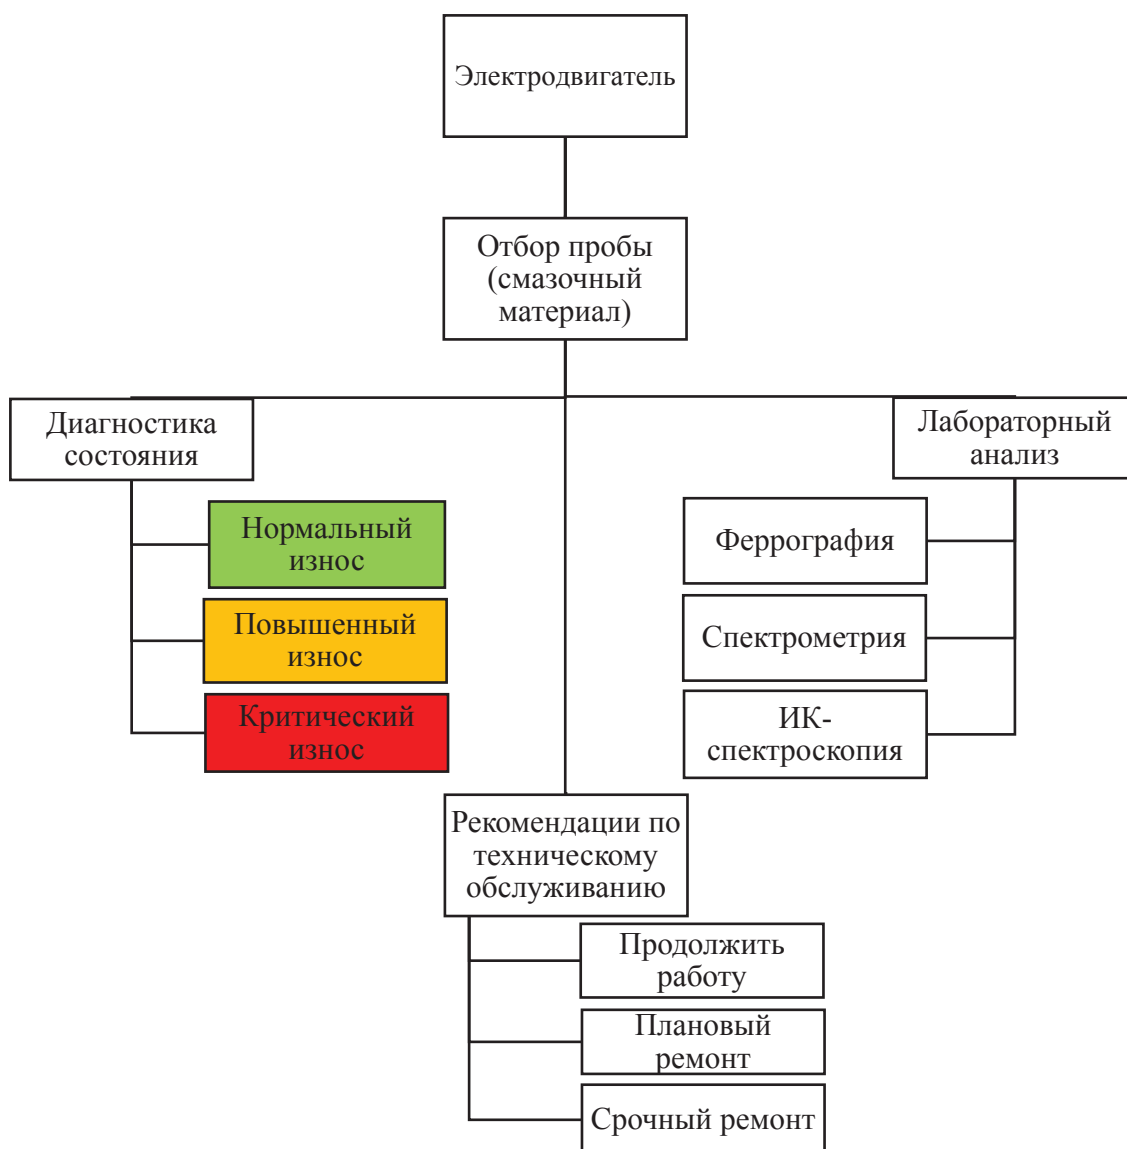 Электродвигатель
Отбор пробы
(смазочный
материал)
Диагностика
состояния
Нормальный
износ
Повышенный
износ
Критический
износ
Лабораторный
анализ
Феррография
Спектрометрия
ИК-
спектроскопия
Рекомендации по
техническому
обслуживанию
Продолжить
работу
Плановый
ремонт
Срочный ремонт